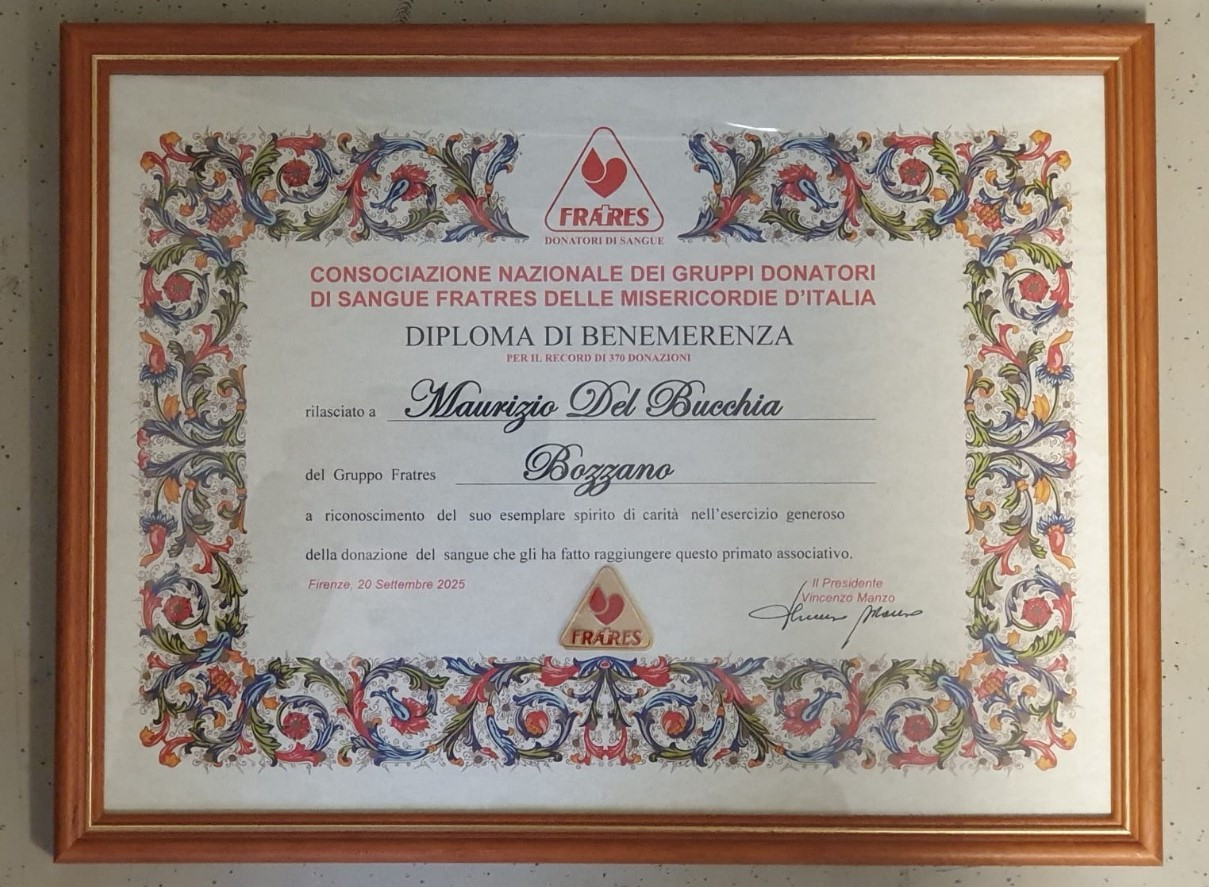 FRATRES
DONATORI DI SANGUE
CONSOCIAZIONE NAZIONALE DEI GRUPPI DONATORI
DI SANGUE FRATRES DELLE MISERICORDIE D'ITALIA
DIPLOMA DI BENEMERENZA
PER IL RECORD DI 370 DONAZIONI
rilasciato a Maurizio Del Bucchia
del Gruppo Fratres Bozzano
a riconoscimento del suo esemplare spirito di carità nell'esercizio generoso
della donazione del sangue che gli ha fatto raggiungere questo primato associativo.
Firenze, 20 Settembre 2025
Il Presidente
Vincenzo Manzo
FRATRES